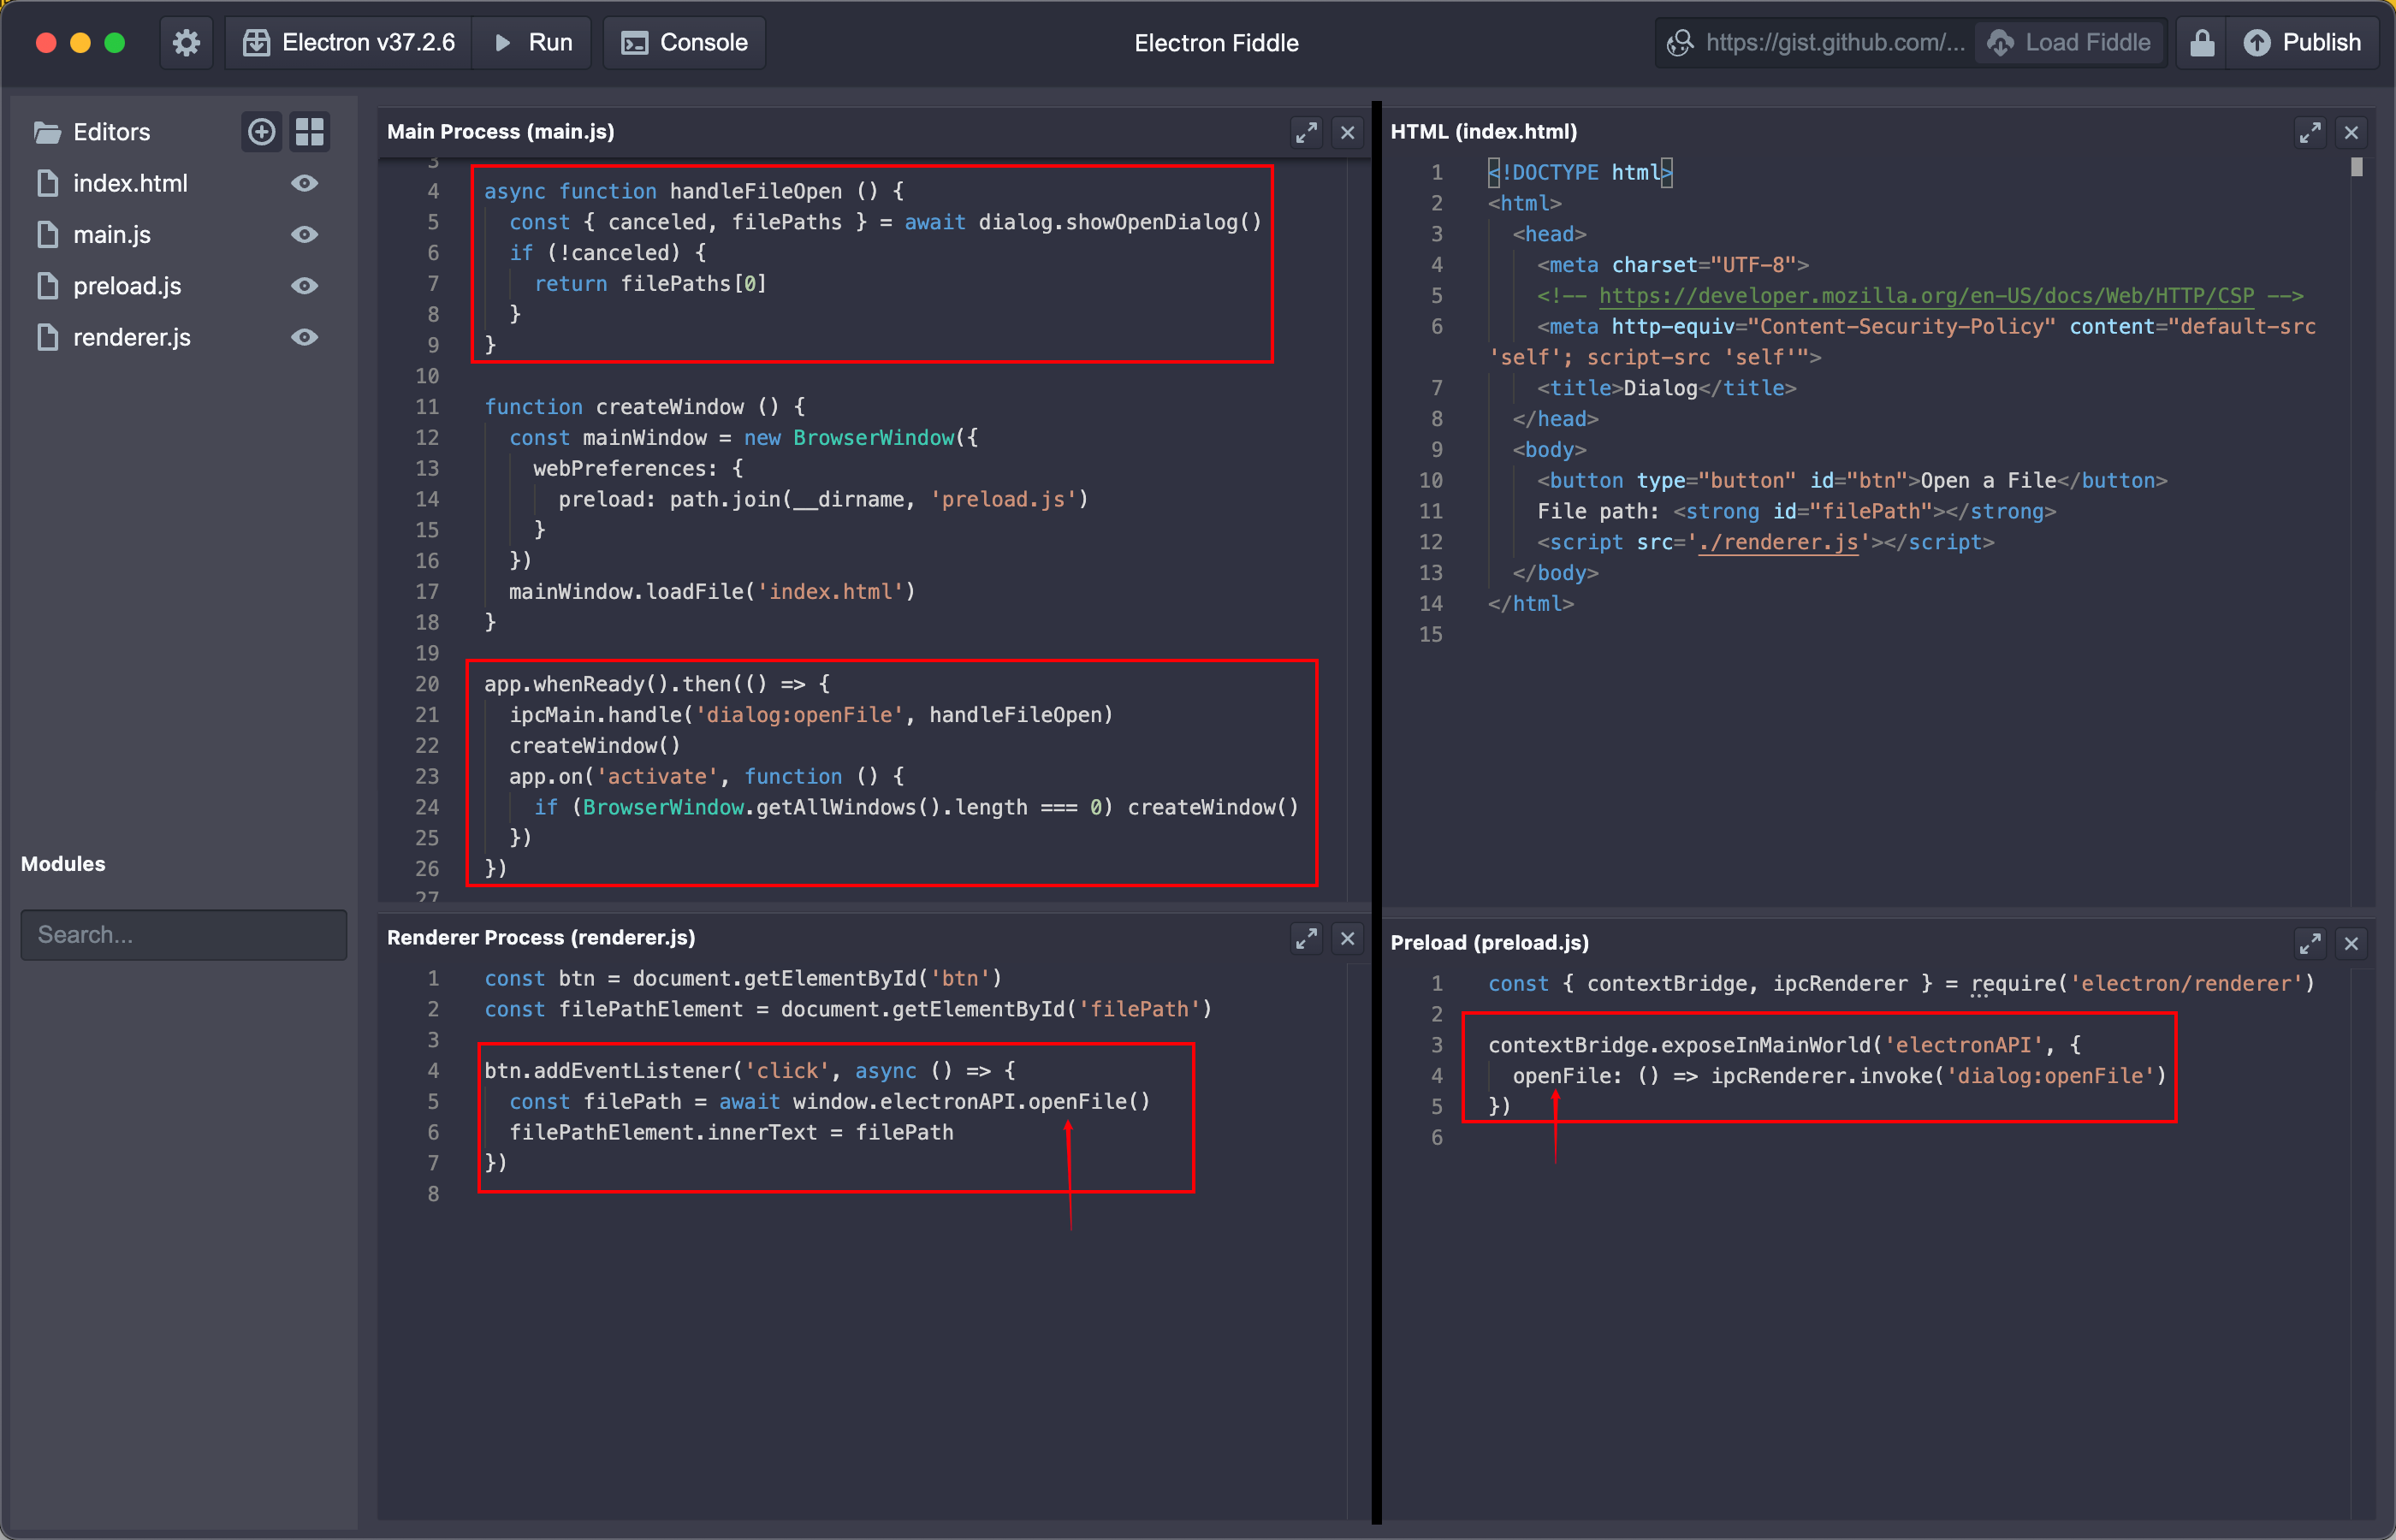 Electron v37.2.6 Run Console Electron Fiddle https://gist.github.com/... Load Fiddle Publish
Editors
index.html
main.js
preload.js
renderer.js
Modules
Search...
Main Process (main.js)
3
4 async function handleFileOpen () {
5   const { canceled, filePaths } = await dialog.showOpenDialog()
6   if (!canceled) {
7     return filePaths[0]
8   }
9 }
10
11 function createWindow () {
12   const mainWindow = new BrowserWindow({
13     webPreferences: {
14       preload: path.join(__dirname, 'preload.js')
15     }
16   })
17   mainWindow.loadFile('index.html')
18 }
19
20 app.whenReady().then(() => {
21   ipcMain.handle('dialog:openFile', handleFileOpen)
22   createWindow()
23   app.on('activate', function () {
24     if (BrowserWindow.getAllWindows().length === 0) createWindow()
25   })
26 })
27
HTML (index.html)
1 <!DOCTYPE html>
2 <html>
3   <head>
4     <meta charset="UTF-8">
5     <!-- https://developer.mozilla.org/en-US/docs/Web/HTTP/CSP -->
6     <meta http-equiv="Content-Security-Policy" content="default-src
'self'; script-src 'self'">
7     <title>Dialog</title>
8   </head>
9   <body>
10     <button type="button" id="btn">Open a File</button>
11     File path: <strong id="filePath"></strong>
12     <script src='./renderer.js'></script>
13   </body>
14 </html>
15
Renderer Process (renderer.js)
1 const btn = document.getElementById('btn')
2 const filePathElement = document.getElementById('filePath')
3
4 btn.addEventListener('click', async () => {
5   const filePath = await window.electronAPI.openFile()
6   filePathElement.innerText = filePath
7 })
8
Preload (preload.js)
1 const { contextBridge, ipcRenderer } = require('electron/renderer')
2
3 contextBridge.exposeInMainWorld('electronAPI', {
4   openFile: () => ipcRenderer.invoke('dialog:openFile')
5 })
6